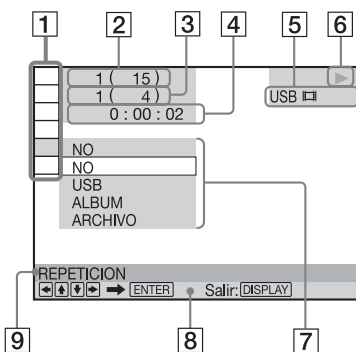 1 2 3 4 5 6
1 ( 15)
1 ( 4) USB
0 : 00 : 02
NO
NO
USB
ALBUM
ARCHIVO
REPETICION
ENTER Salir: DISPLAY
9 8 7